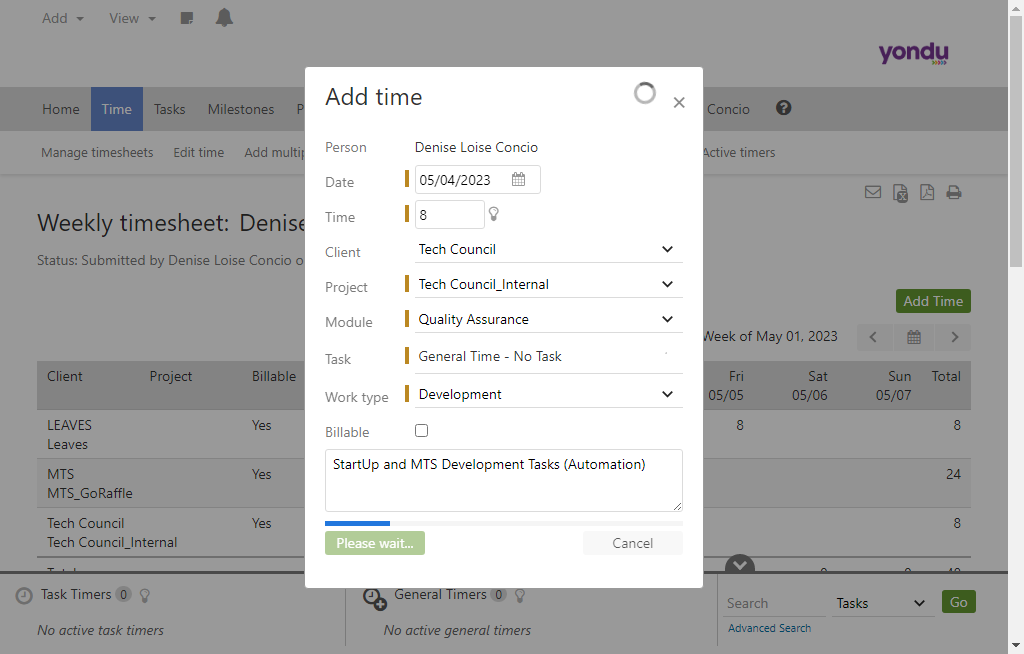 Add View
yondu
Home Time Tasks Milestones P Concio
Manage timesheets Edit time Add multip Active timers
Weekly timesheet: Denise
Status: Submitted by Denise Loise Concio o
Add Time
Week of May 01, 2023
Client Project Billable Fri Sat Sun Total
05/05 05/06 05/07
LEAVES Yes 8 8
Leaves
MTS Yes 24
MTS_GoRaffle
Tech Council Yes 8
Tech Council_Internal
Add time
Person Denise Loise Concio
Date 05/04/2023
Time 8
Client Tech Council
Project Tech Council_Internal
Module Quality Assurance
Task General Time - No Task
Work type Development
Billable
StartUp and MTS Development Tasks (Automation)
Please wait... Cancel
Task Timers 0 General Timers 0
No active task timers No active general timers
Search Tasks Go
Advanced Search